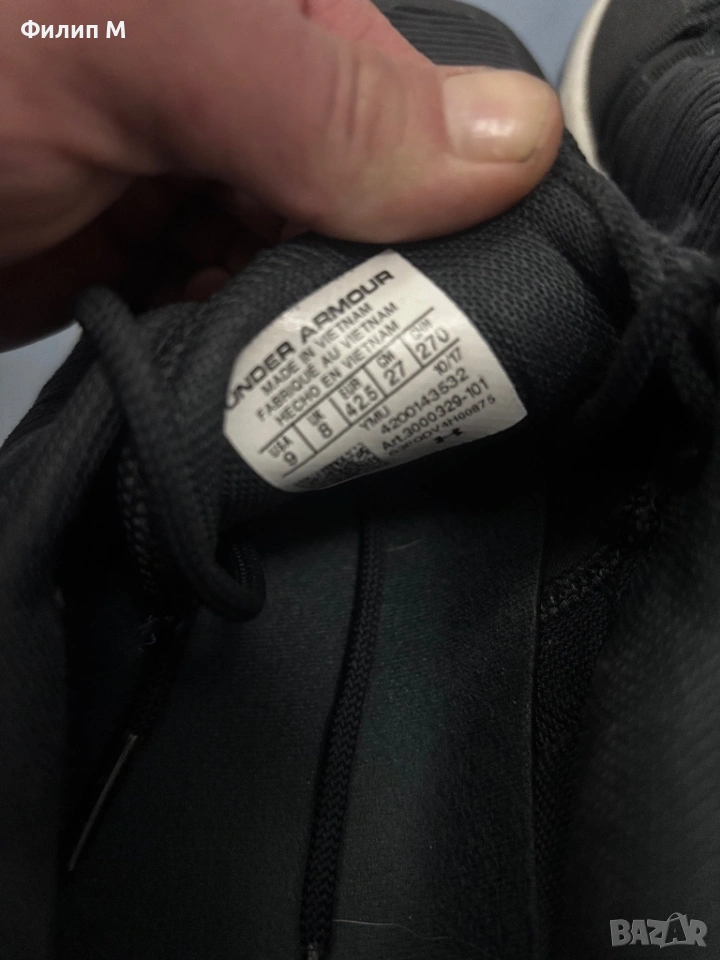 Филип М
UNDER ARMOUR
MADE IN VIETNAM
FABRIQUÉ AU VIETNAM
HECHO EN VIETNAM
USA UK EUR CM CHN
9 8 42.5 27 270
YMU 10/17
4200143532
Art.3000329-101
BAZAR